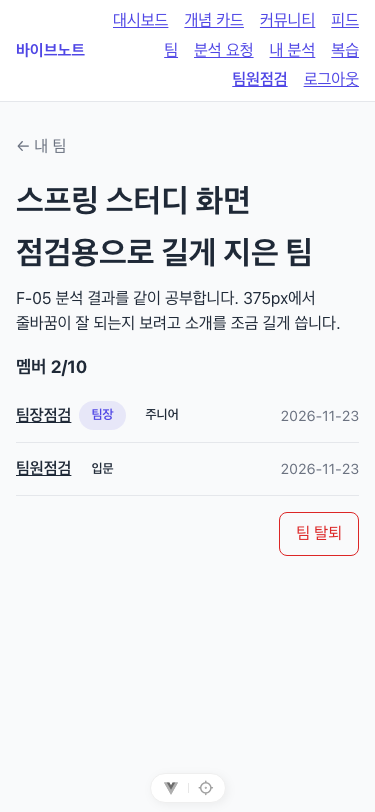 대시보드 개념 카드 커뮤니티 피드
바이브노트 팀 분석 요청 내 분석 복습
팀원점검 로그아웃
← 내 팀
스프링 스터디 화면
점검용으로 길게 지은 팀
F-05 분석 결과를 같이 공부합니다. 375px에서
줄바꿈이 잘 되는지 보려고 소개를 조금 길게 씁니다.
멤버 2/10
팀장점검 팀장 주니어 2026-11-23
팀원점검 입문 2026-11-23
팀 탈퇴